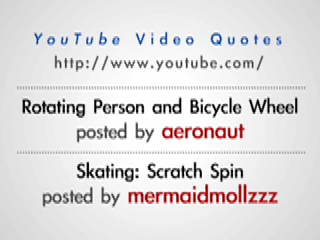 YouTube Video Quotes
http://www.youtube.com/
Rotating Person and Bicycle Wheel
posted by aeronaut
Skating: Scratch Spin
posted by mermaidmollzzz